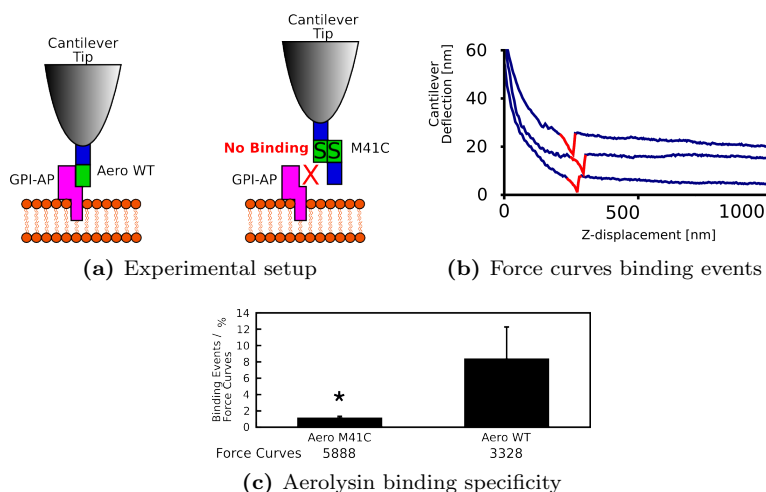 Cantilever
Tip
Aero WT
GPI-AP
Cantilever
Tip
No Binding
SS
M41C
GPI-AP
X
(a) Experimental setup
Cantilever
Deflection [nm]
60
40
20
0
0
500
1000
Z-displacement [nm]
(b) Force curves binding events
Binding Events /
Force Curves
%
14
12
10
8
6
4
2
0
*
Aero M41C
Aero WT
Force Curves 5888 3328
(c) Aerolysin binding specificity